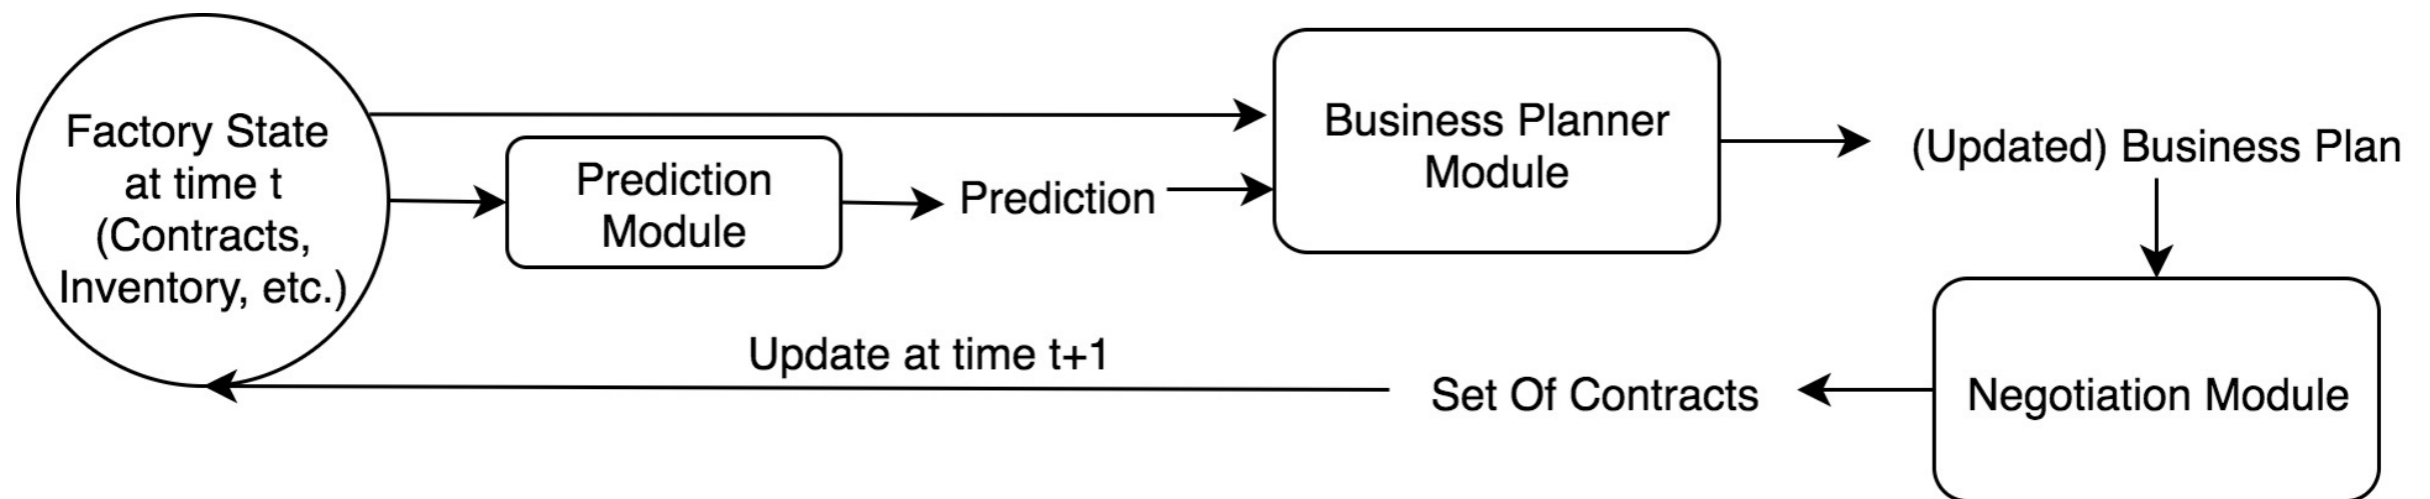 Factory State
at time t
(Contracts,
Inventory, etc.)
Prediction
Module
Prediction
Business Planner
Module
(Updated) Business Plan
Negotiation Module
Set Of Contracts
Update at time t+1